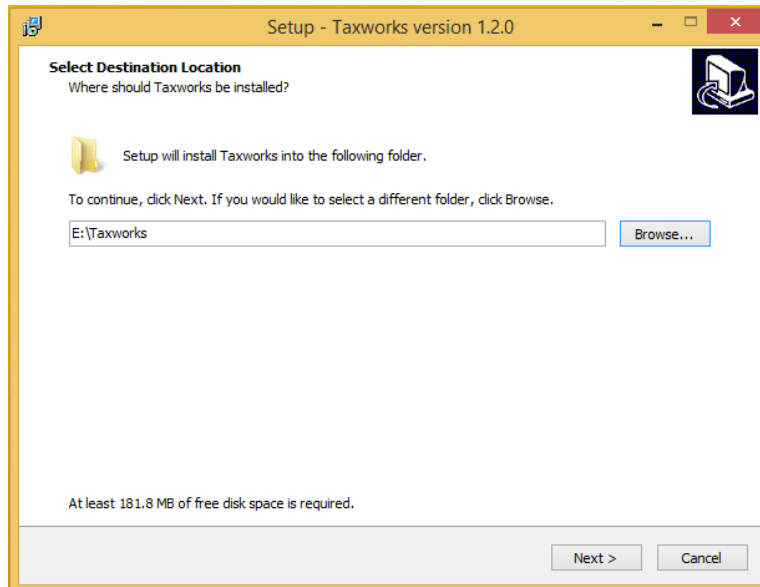 Setup - Taxworks version 1.2.0
Select Destination Location
Where should Taxworks be installed?
Setup will install Taxworks into the following folder.
To continue, click Next. If you would like to select a different folder, click Browse.
E:\Taxworks
Browse...
At least 181.8 MB of free disk space is required.
Next >
Cancel